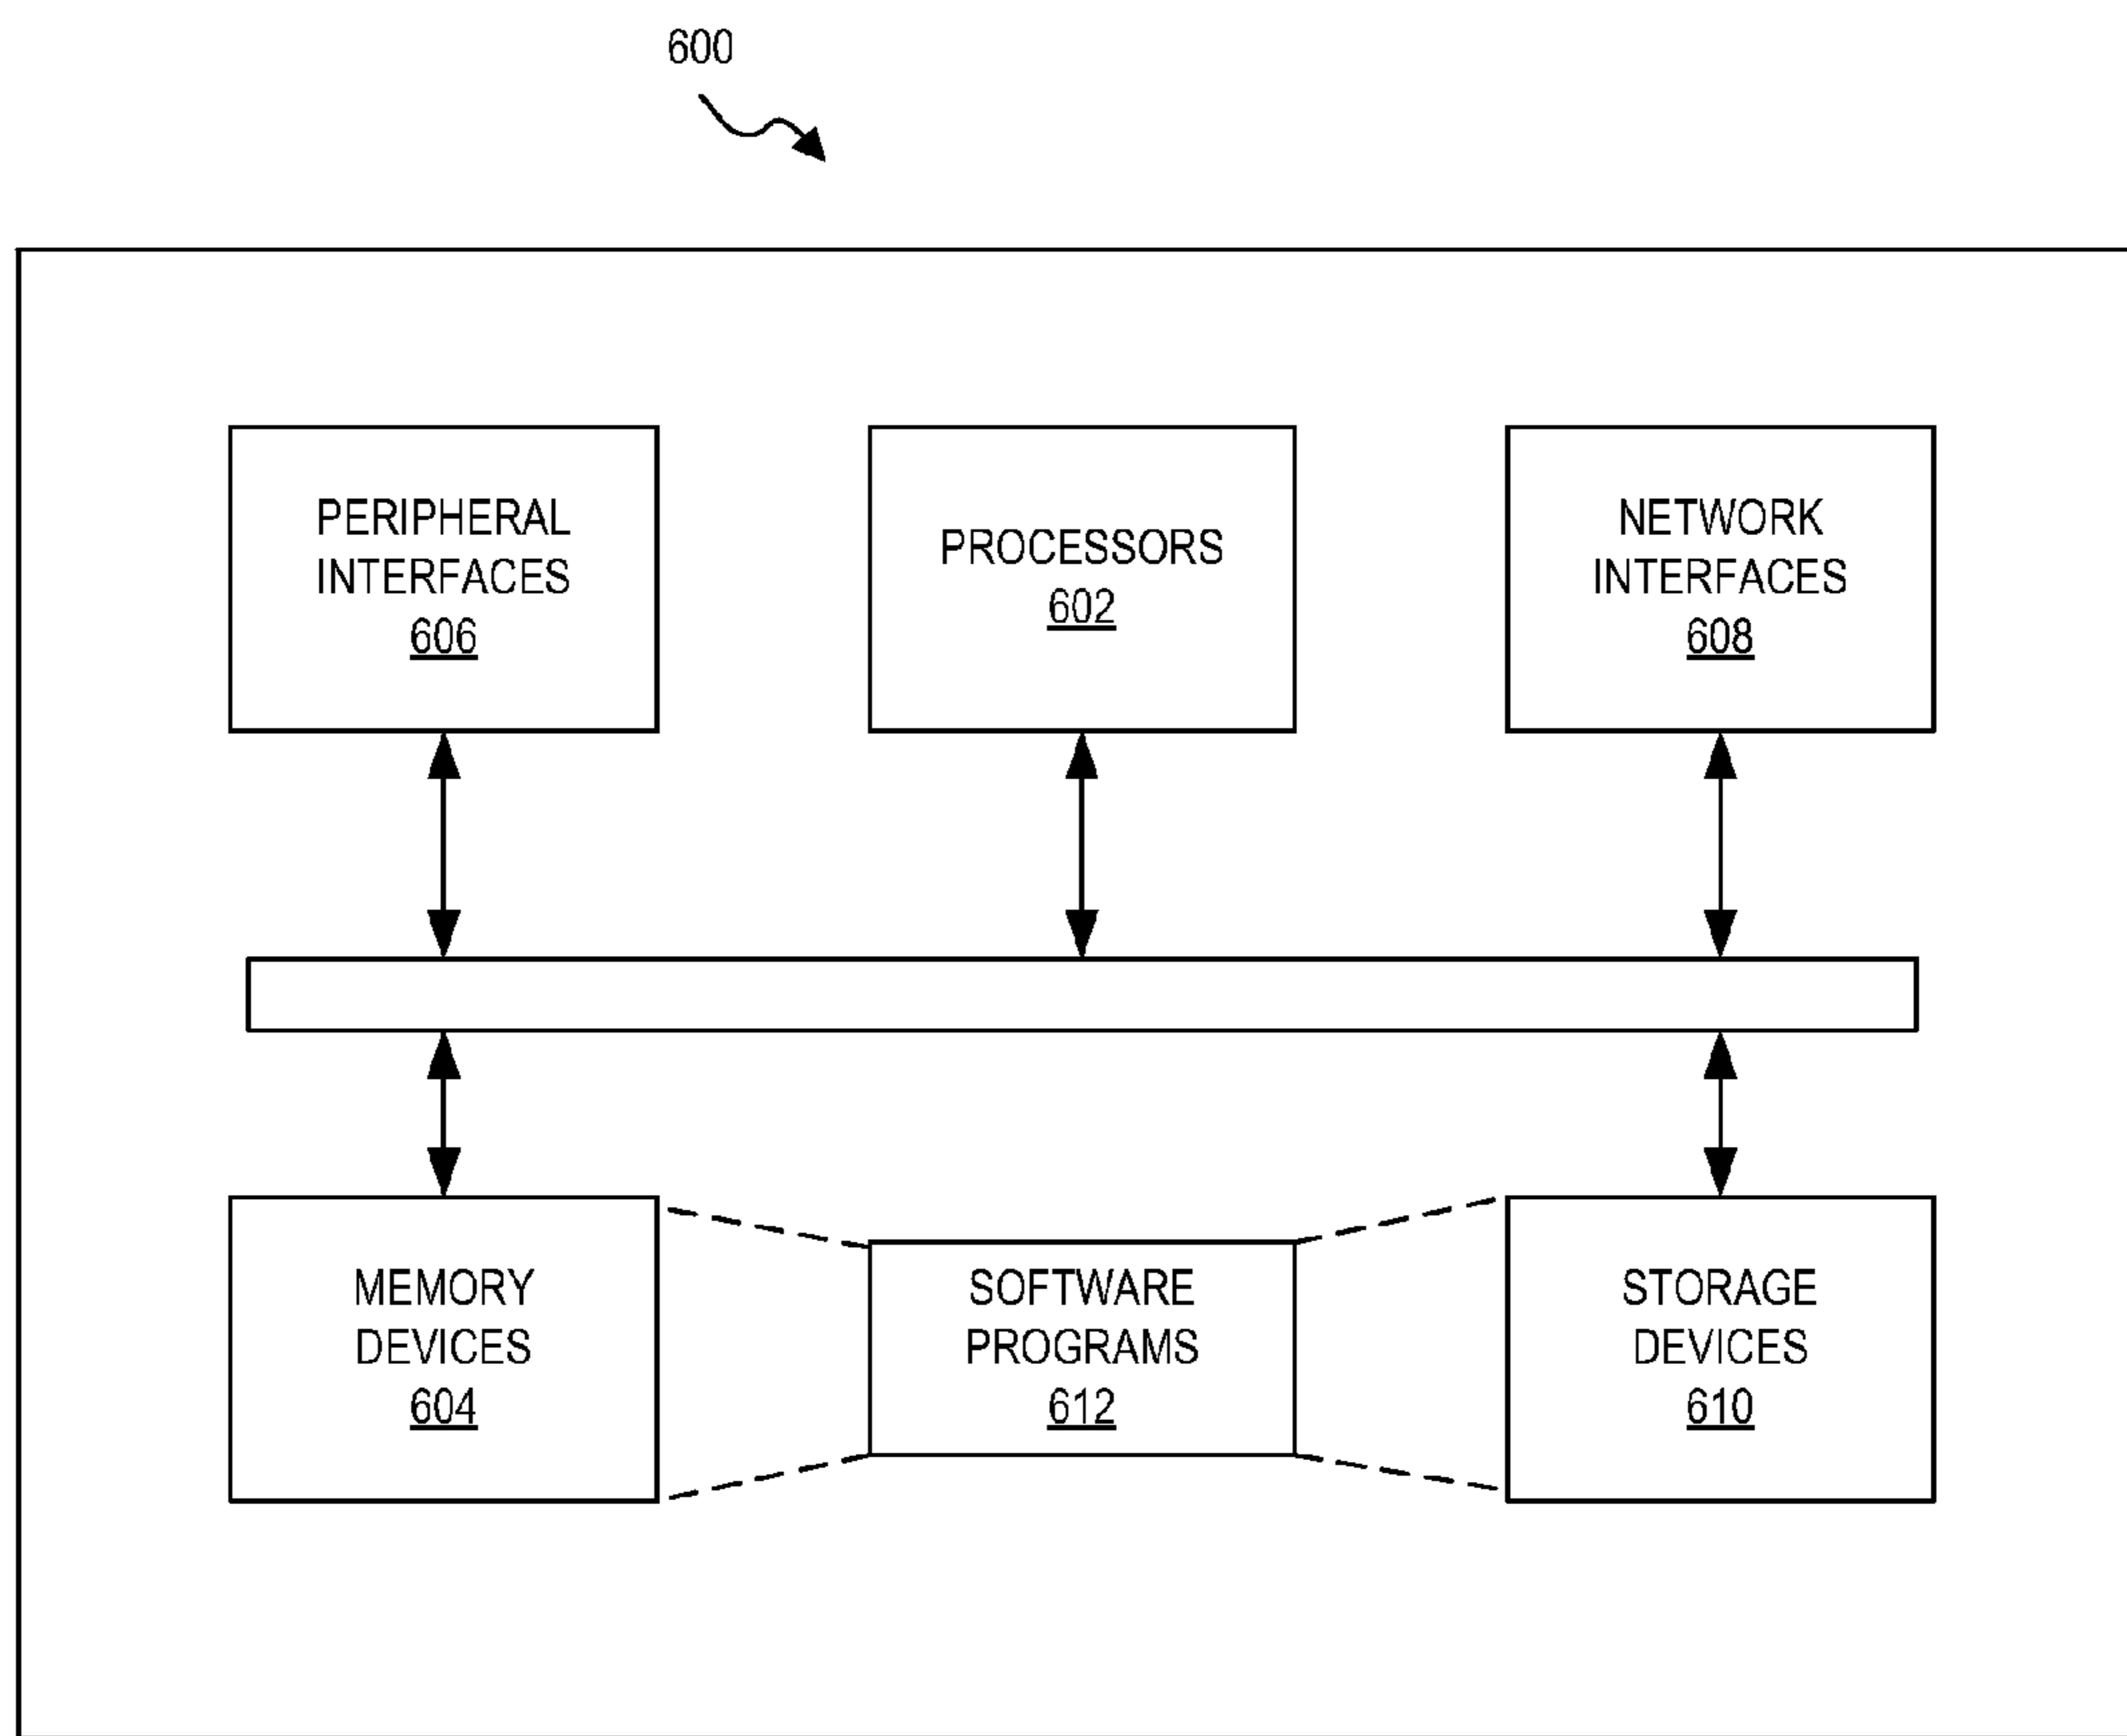 600
PERIPHERAL
INTERFACES
606
PROCESSORS
602
NETWORK
INTERFACES
608
MEMORY
DEVICES
604
SOFTWARE
PROGRAMS
612
STORAGE
DEVICES
610